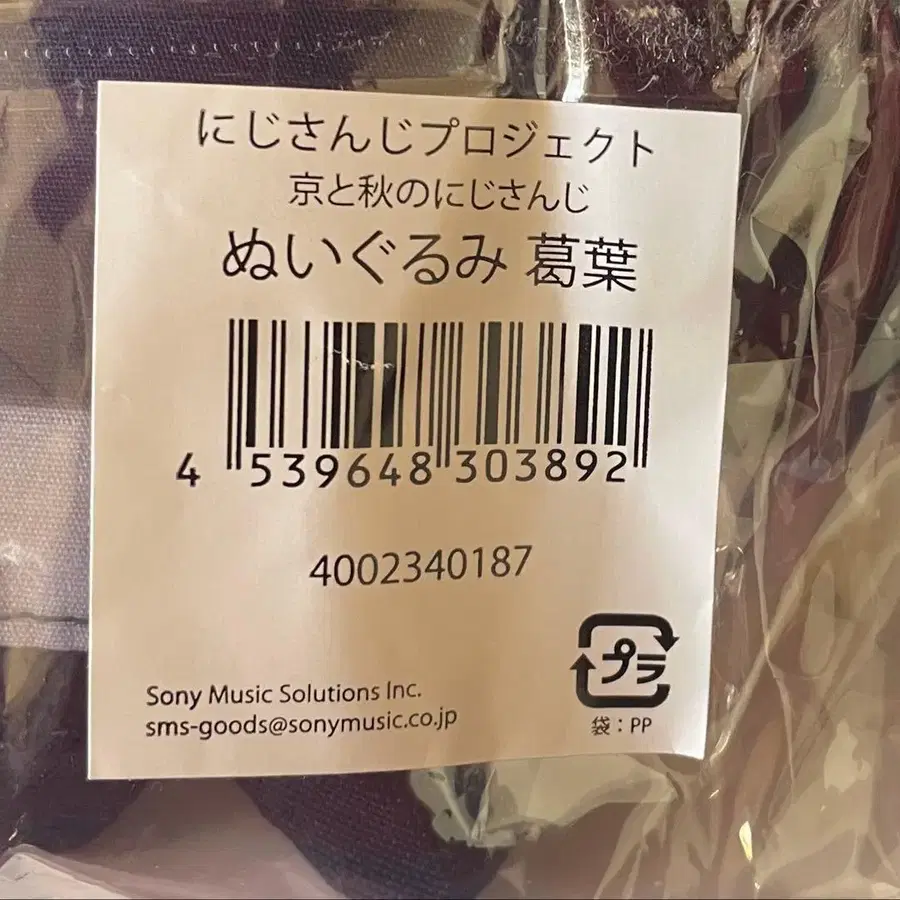 にじさんじプロジェクト
京と秋のにじさんじ
ぬいぐるみ 葛葉
4 539648 303892
4002340187
プラ
Sony Music Solutions Inc.
sms-goods@sonymusic.co.jp
袋：PP